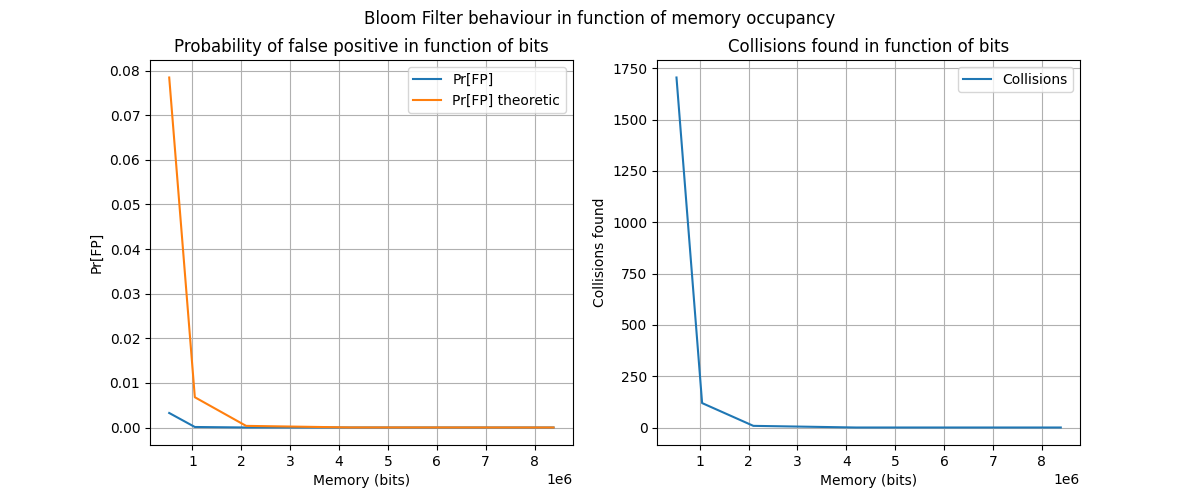 Bloom Filter behaviour in function of memory occupancy
Probability of false positive in function of bits
Pr[FP]
Pr[FP] theoretic
0.08
0.07
0.06
0.05
0.04
0.03
0.02
0.01
0.00
Pr[FP]
1 2 3 4 5 6 7 8
1e6
Memory (bits)
Collisions found in function of bits
Collisions
1750
1500
1250
1000
750
500
250
0
Collisions found
1 2 3 4 5 6 7 8
1e6
Memory (bits)